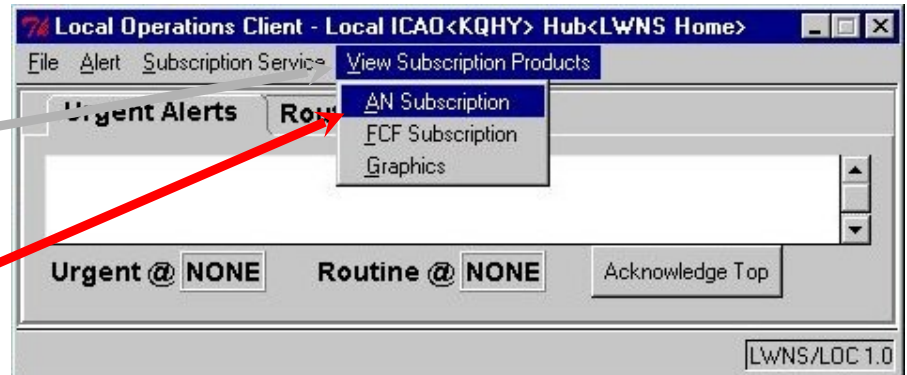 Local Operations Client - Local ICAO<KQHY> Hub<LWNS Home>
File Alert Subscription Service View Subscription Products
Urgent Alerts
AN Subscription
FCF Subscription
Graphics
Urgent @ NONE Routine @ NONE Acknowledge Top
LWNS/LOC 1.0